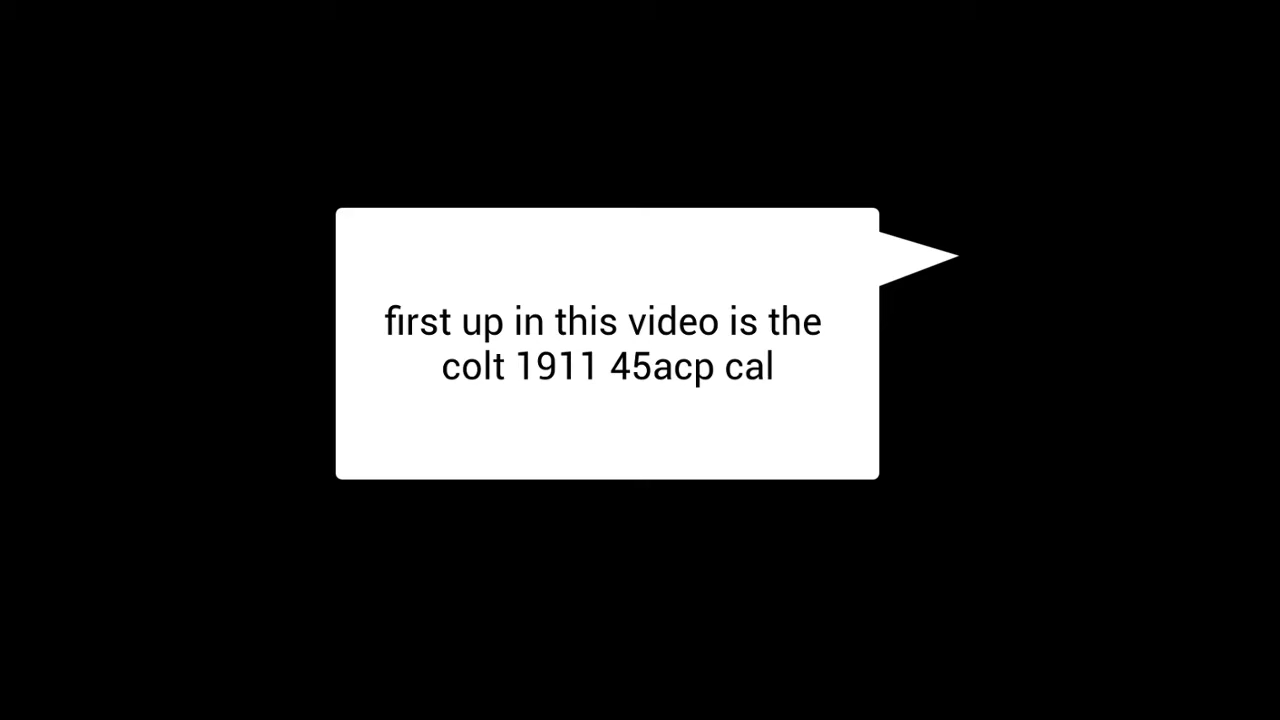 first up in this video is the
colt 1911 45acp cal